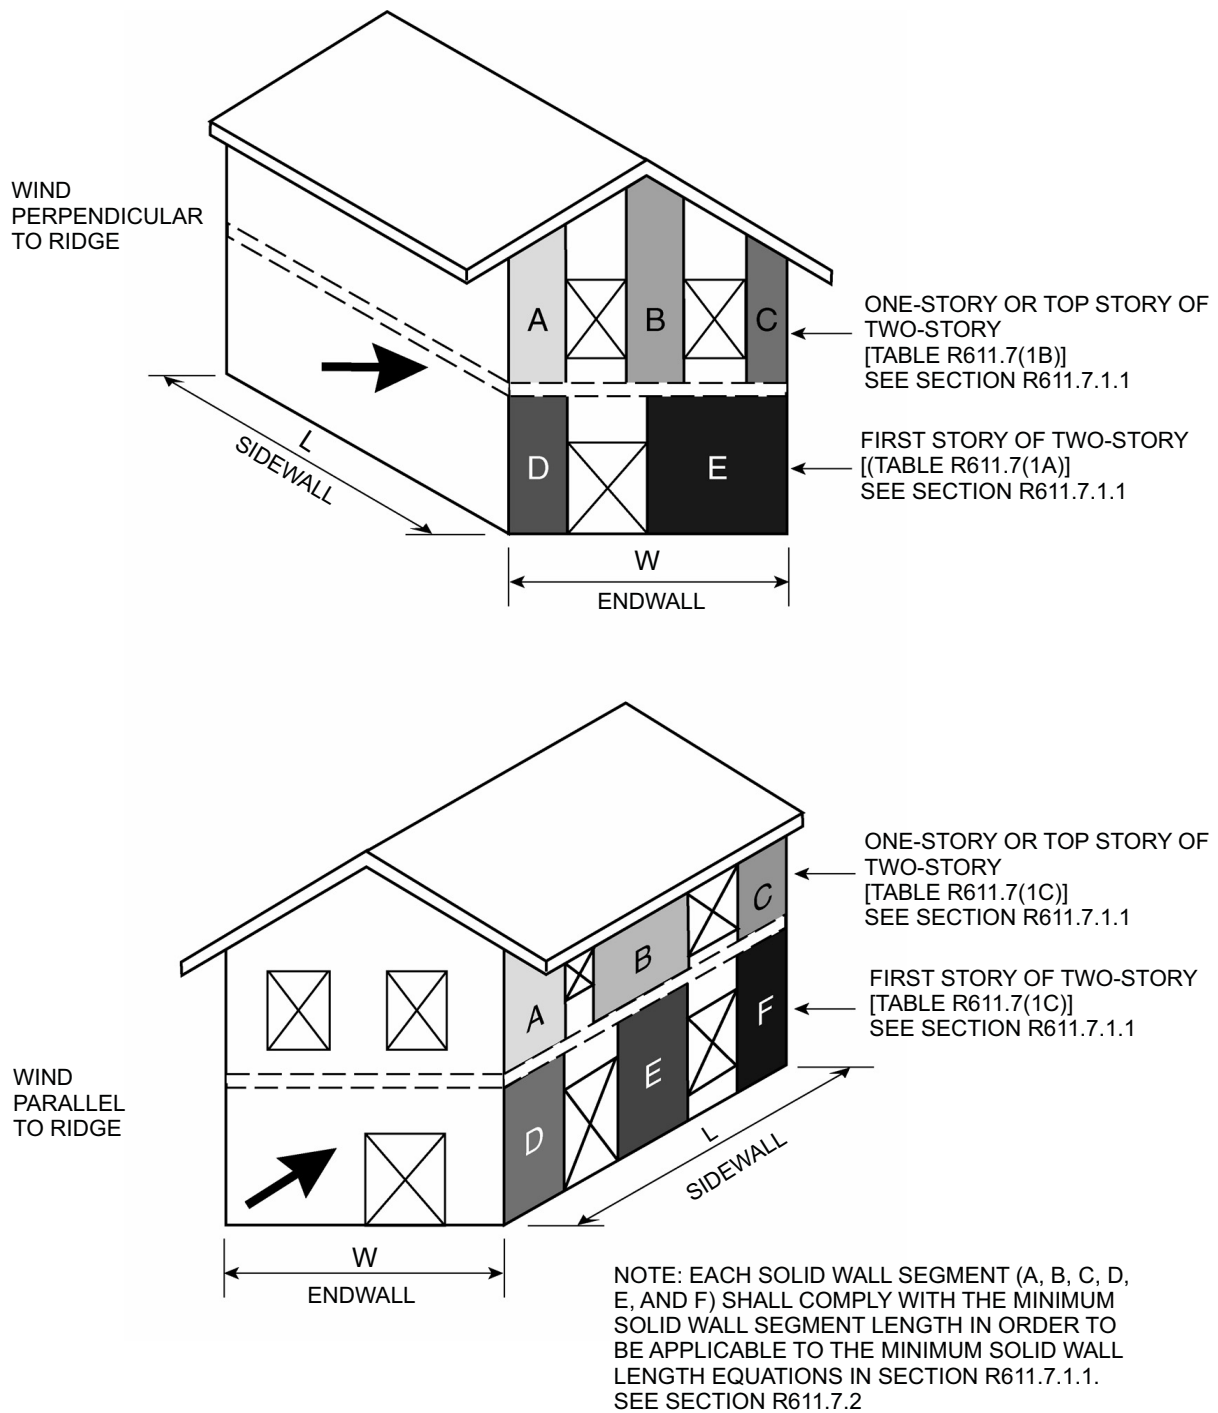 WIND
PERPENDICULAR
TO RIDGE
A
B
C
ONE-STORY OR TOP STORY OF
TWO-STORY
[TABLE R611.7(1B)]
SEE SECTION R611.7.1.1
D
E
FIRST STORY OF TWO-STORY
[(TABLE R611.7(1A)]
SEE SECTION R611.7.1.1
L
SIDEWALL
W
ENDWALL
ONE-STORY OR TOP STORY OF
TWO-STORY
[TABLE R611.7(1C)]
SEE SECTION R611.7.1.1
A
B
C
FIRST STORY OF TWO-STORY
[TABLE R611.7(1C)]
SEE SECTION R611.7.1.1
D
E
F
WIND
PARALLEL
TO RIDGE
L
SIDEWALL
W
ENDWALL
NOTE: EACH SOLID WALL SEGMENT (A, B, C, D,
E, AND F) SHALL COMPLY WITH THE MINIMUM
SOLID WALL SEGMENT LENGTH IN ORDER TO
BE APPLICABLE TO THE MINIMUM SOLID WALL
LENGTH EQUATIONS IN SECTION R611.7.1.1.
SEE SECTION R611.7.2